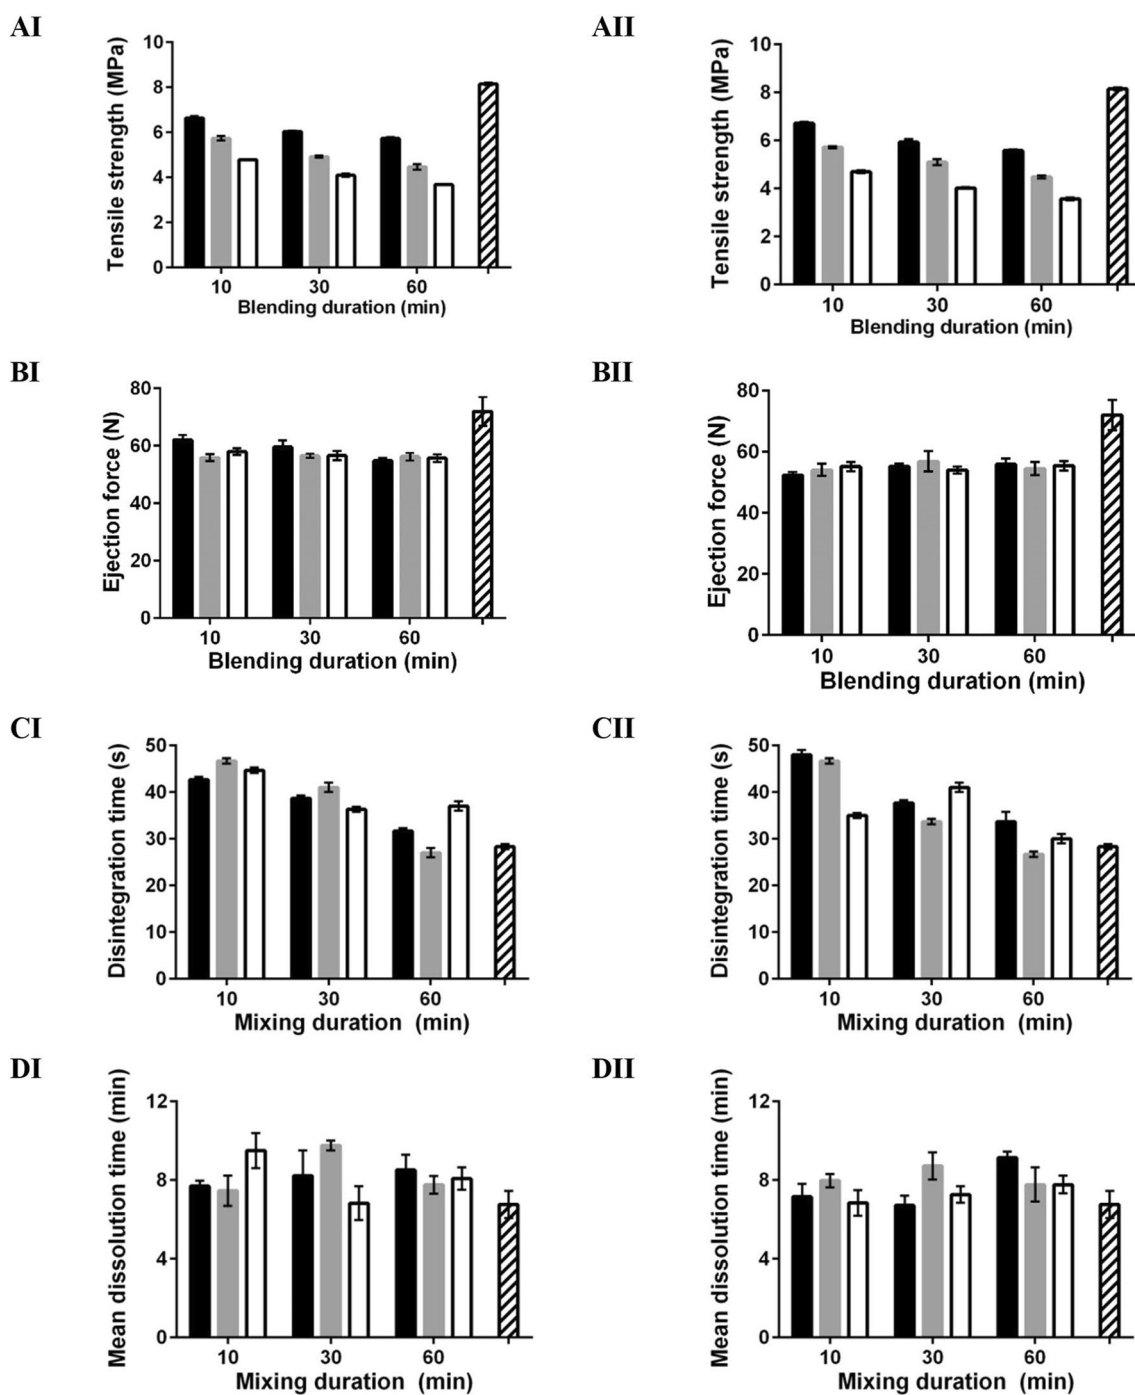 AI
Tensile strength (MPa)
10
8
6
4
2
0
10 30 60
Blending duration (min)
AII
Tensile strength (MPa)
10
8
6
4
2
0
10 30 60
Blending duration (min)
BI
Ejection force (N)
80
60
40
20
0
10 30 60
Blending duration (min)
BII
Ejection force (N)
80
60
40
20
0
10 30 60
Blending duration (min)
CI
Disintegration time (s)
50
40
30
20
10
0
10 30 60
Mixing duration (min)
CII
Disintegration time (s)
50
40
30
20
10
0
10 30 60
Mixing duration (min)
DI
Mean dissolution time (min)
12
8
4
0
10 30 60
Mixing duration (min)
DII
Mean dissolution time (min)
12
8
4
0
10 30 60
Mixing duration (min)